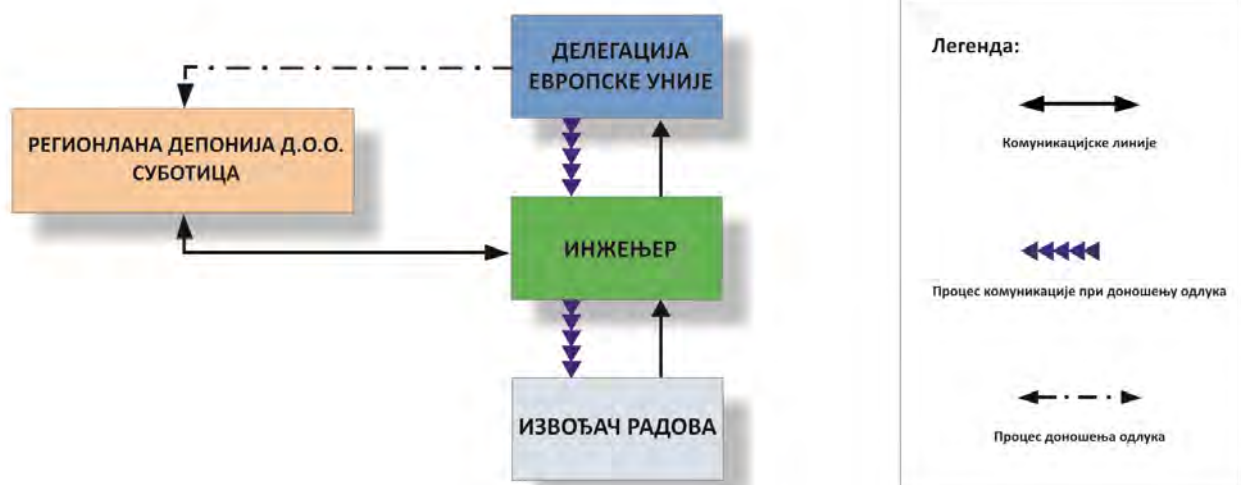 ДЕЛЕГАЦИЈА
ЕВРОПСКЕ УНИЈЕ
РЕГИОНЛАНА ДЕПОНИЈА Д.О.О.
СУБОТИЦА
ИНЖЕЊЕР
ИЗВОЂАЧ РАДОВА
Легенда:
Комуникацијске линије
Процес комуникације при доношењу одлука
Процес доношења одлука